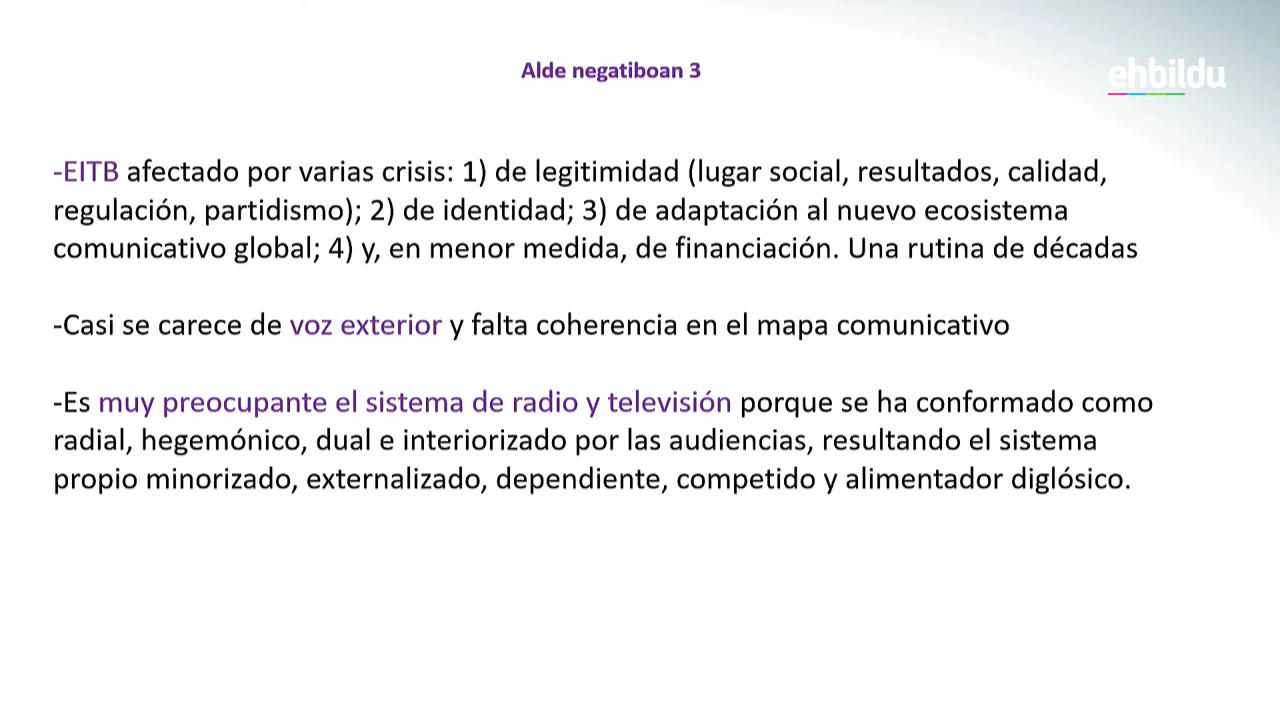 Alde negatiboan 3
ehbildu
-EITB afectado por varias crisis: 1) de legitimidad (lugar social, resultados, calidad,
regulación, partidismo); 2) de identidad; 3) de adaptación al nuevo ecosistema
comunicativo global; 4) y, en menor medida, de financiación. Una rutina de décadas
-Casi se carece de voz exterior y falta coherencia en el mapa comunicativo
-Es muy preocupante el sistema de radio y televisión porque se ha conformado como
radial, hegemónico, dual e interiorizado por las audiencias, resultando el sistema
propio minorizado, externalizado, dependiente, competido y alimentador diglósico.